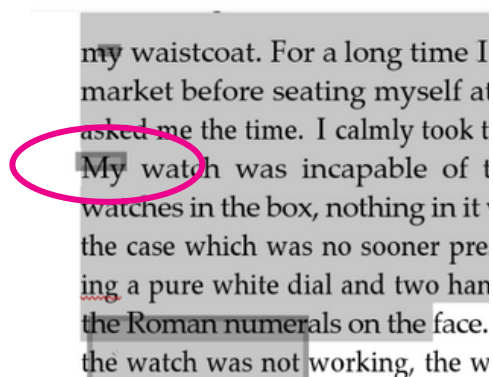 my waistcoat. For a long time I
market before seating myself at
asked me the time. I calmly took t
My watch was incapable of t
watches in the box, nothing in it
the case which was no sooner pre
ing a pure white dial and two han
the Roman numerals on the face.
the watch was not working, the w